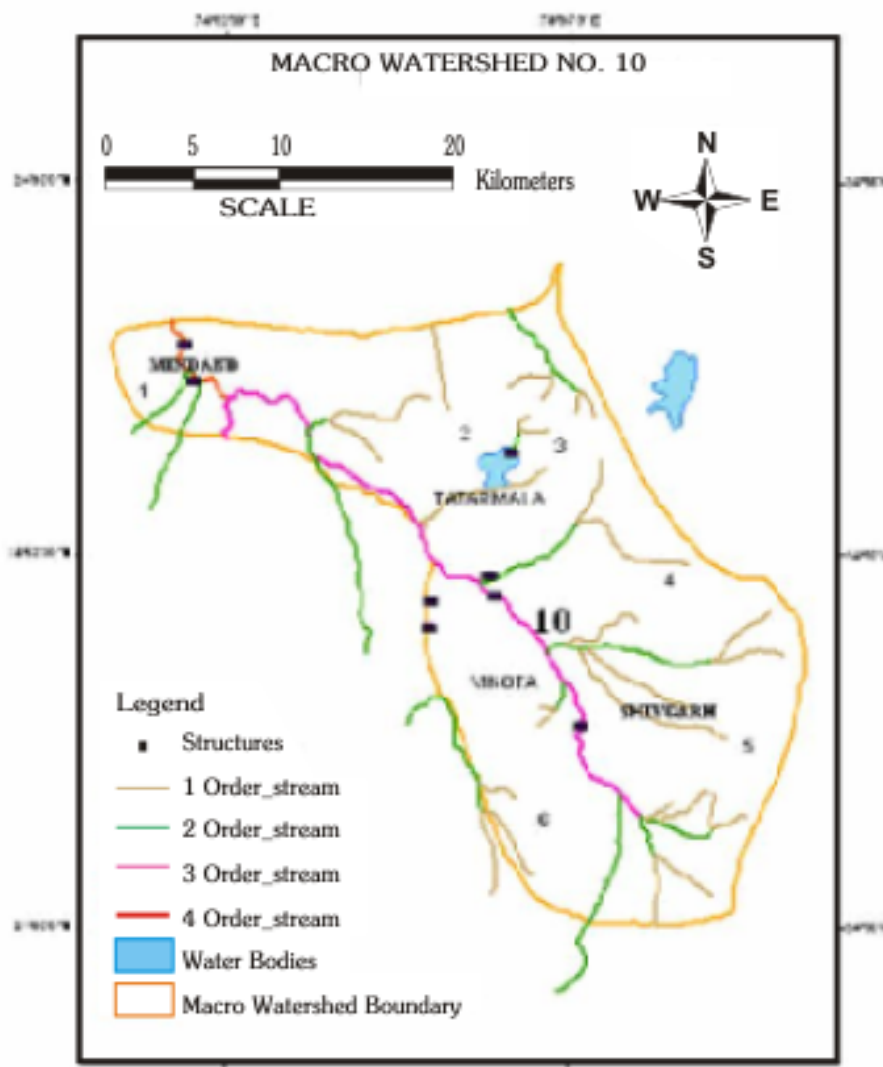 MACRO WATERSHED NO. 10
0 5 10 20
Kilometers
SCALE
N
W E
S
1
2
3
TATARMALA
4
10
5
6
Legend
Structures
1 Order_stream
2 Order_stream
3 Order_stream
4 Order_stream
Water Bodies
Macro Watershed Boundary